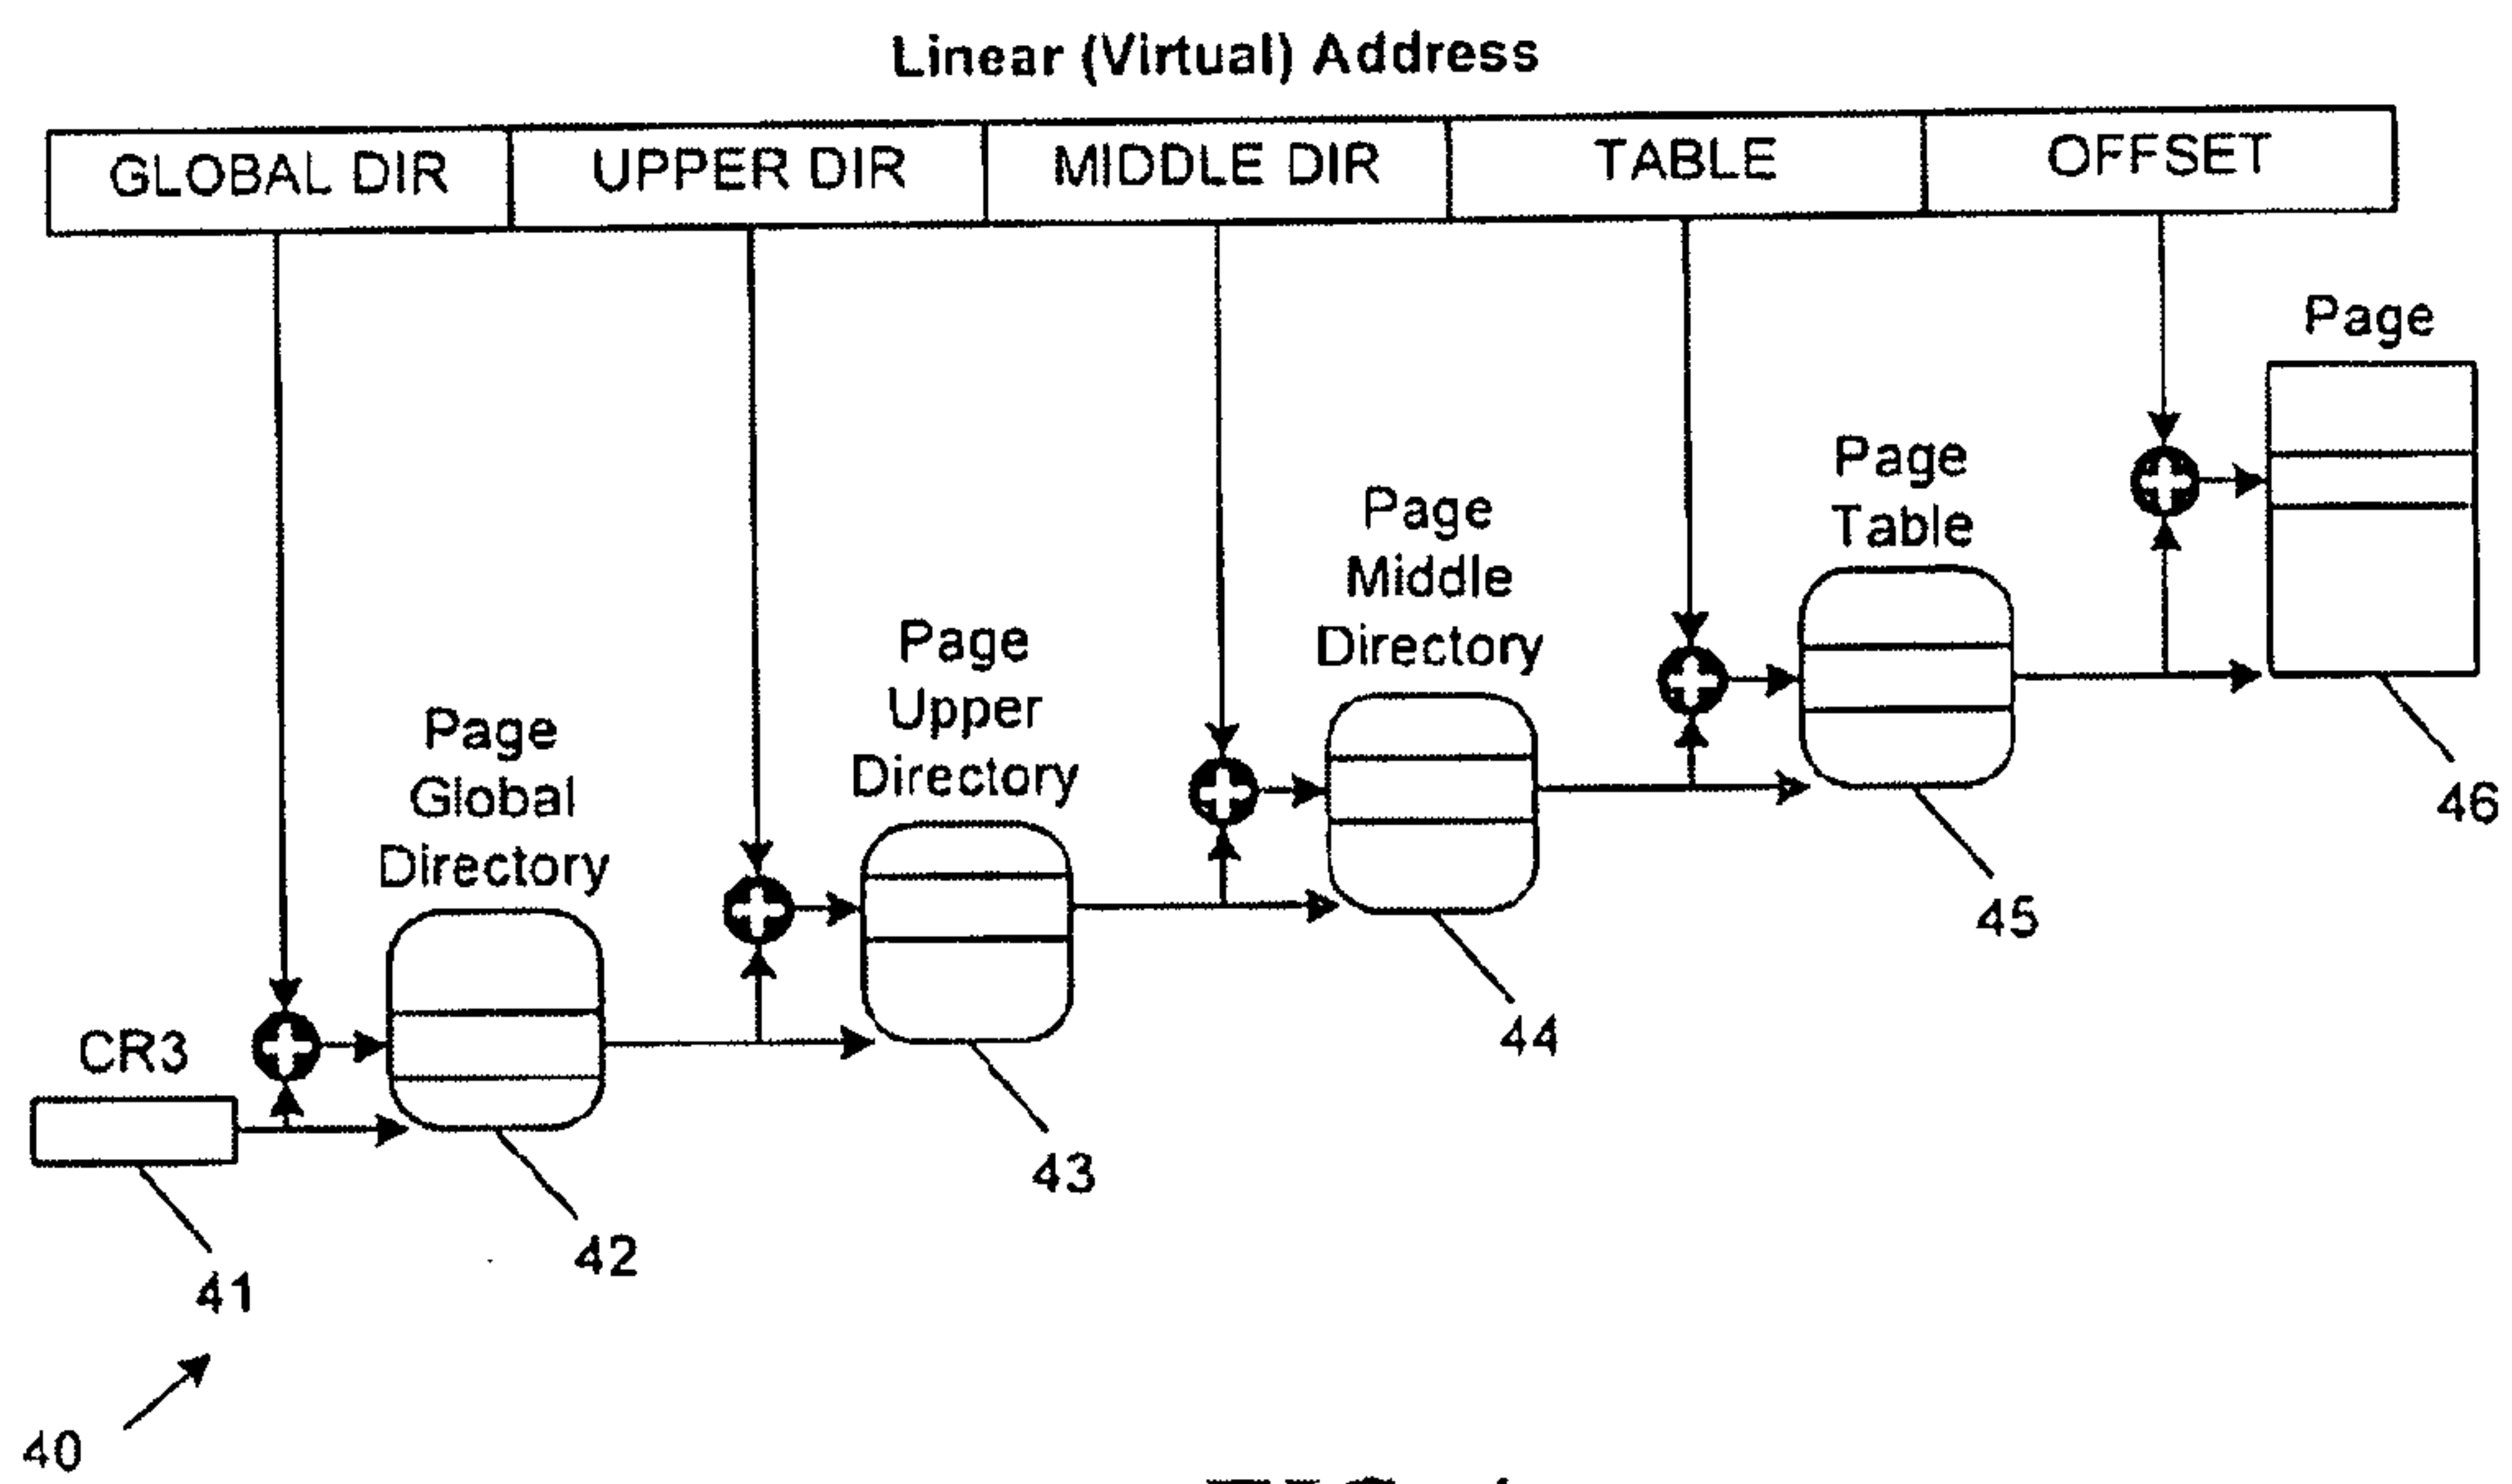 Linear (Virtual) Address
GLOBAL DIR
UPPER DIR
MIDDLE DIR
TABLE
OFFSET
Page
Page
Table
Page
Middle
Directory
Page
Upper
Directory
Page
Global
Directory
CR3
46
45
44
43
42
41
40